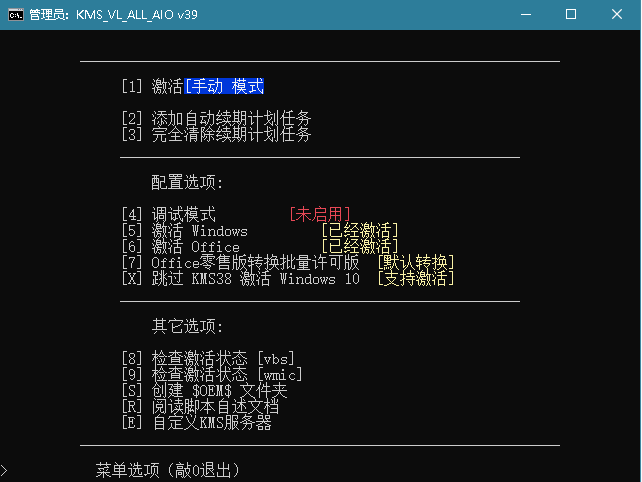 管理员: KMS_VL_ALL_AIO v39
[1] 激活[手动 模式
[2] 添加自动续期计划任务
[3] 完全清除续期计划任务
配置选项:
[4] 调试模式 [未启用]
[5] 激活 Windows [已经激活]
[6] 激活 Office [已经激活]
[7] Office零售版转换批量许可版 [默认转换]
[X] 跳过 KMS38 激活 Windows 10 [支持激活]
其它选项:
[8] 检查激活状态 [vbs]
[9] 检查激活状态 [wmic]
[S] 创建 $OEM$ 文件夹
[R] 阅读脚本自述文档
[E] 自定义KMS服务器
> 菜单选项（敲0退出）